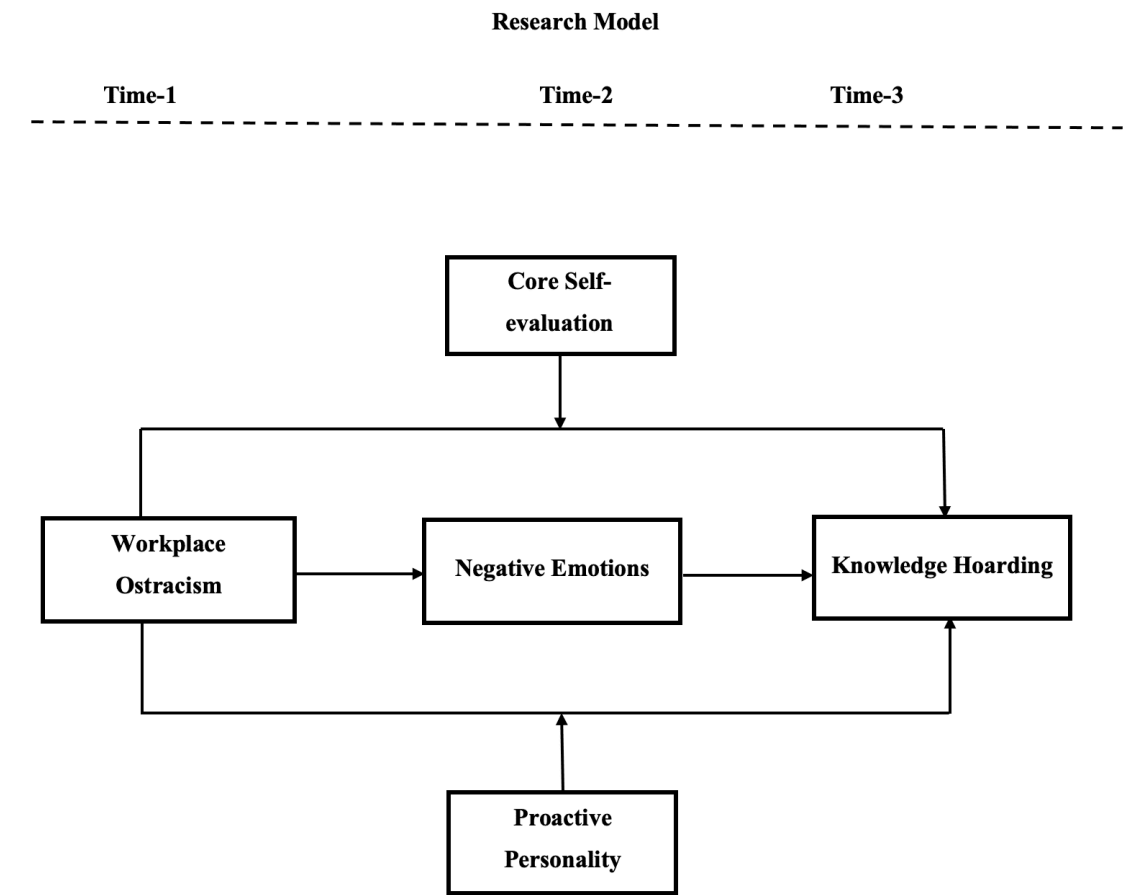 Research Model
Time-1 Time-2 Time-3
Core Self-
evaluation
Workplace
Ostracism
Negative Emotions
Knowledge Hoarding
Proactive
Personality